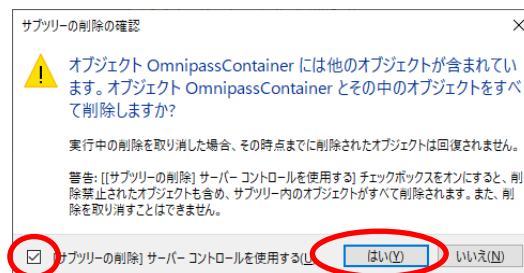 サブツリーの削除の確認
オブジェクト OmnipassContainer には他のオブジェクトが含まれてい
ます。オブジェクト OmnipassContainer とその中のオブジェクトをすべ
て削除しますか?
実行中の削除を取り消した場合、その時点までに削除されたオブジェクトは回復されません。
警告: [[サブツリーの削除] サーバー コントロールを使用する] チェックボックスをオンにすると、削
除禁止されたオブジェクトも含め、サブツリー内のオブジェクトがすべて削除されます。また、削
除を取り消すことはできません。
[サブツリーの削除] サーバー コントロールを使用する(U はい(Y) いいえ(N)